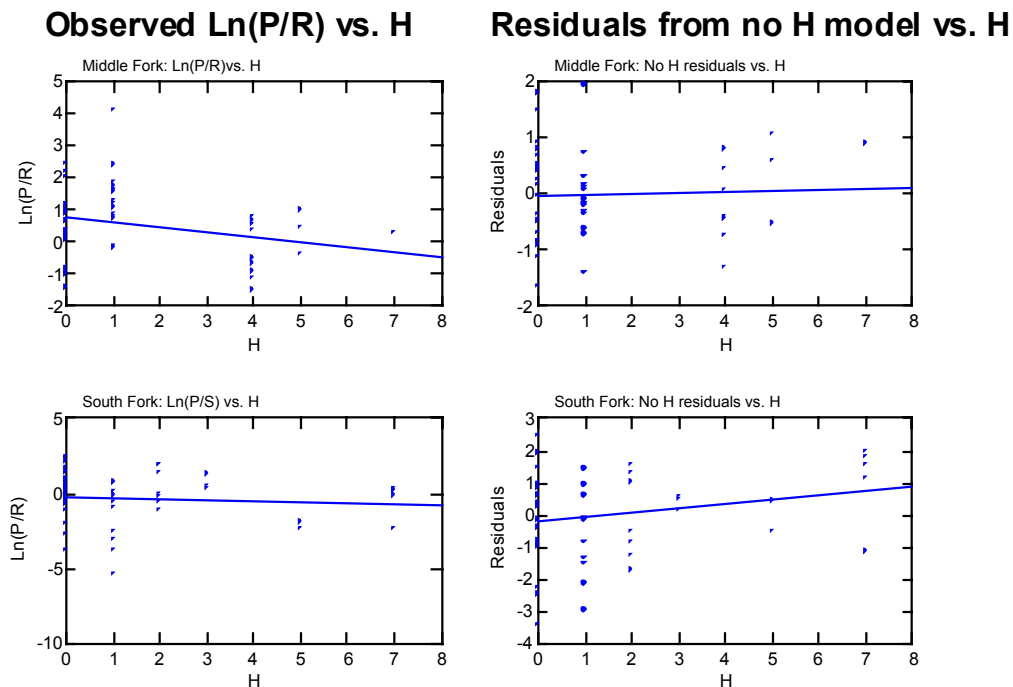 Observed Ln(P/R) vs. H
Residuals from no H model vs. H
Middle Fork: Ln(P/R)vs. H
5
4
3
2
1
0
-1
-2
Ln(P/R)
0 1 2 3 4 5 6 7 8
H
Middle Fork: No H residuals vs. H
2
1
0
-1
-2
Residuals
0 1 2 3 4 5 6 7 8
H
South Fork: Ln(P/S) vs. H
5
0
-5
-10
Ln(P/R)
0 1 2 3 4 5 6 7 8
H
South Fork: No H residuals vs. H
3
2
1
0
-1
-2
-3
-4
Residuals
0 1 2 3 4 5 6 7 8
H